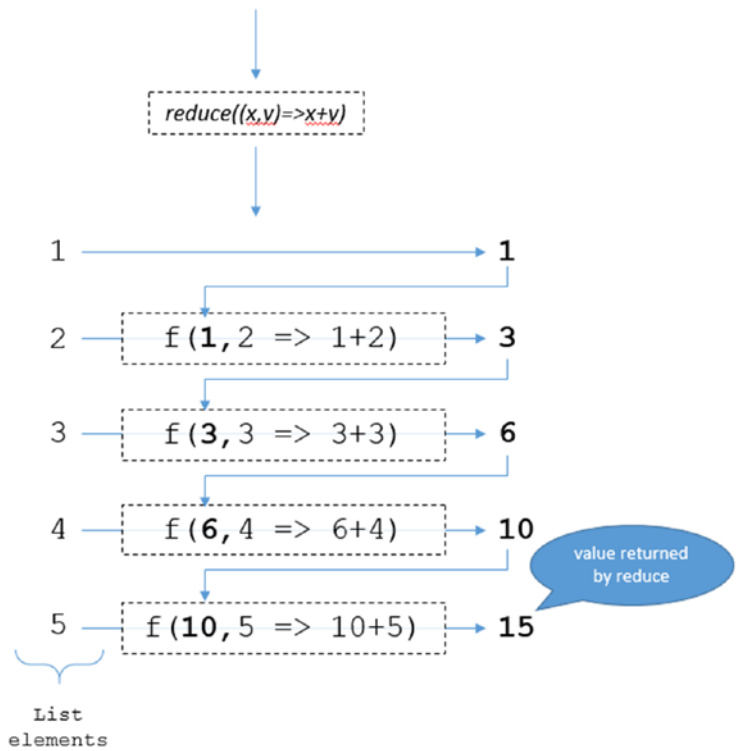 reduce((x,y)=>x+y)
1 1
2 f(1,2 => 1+2) 3
3 f(3,3 => 3+3) 6
4 f(6,4 => 6+4) 10
value returned
by reduce
5 f(10,5 => 10+5) 15
List
elements